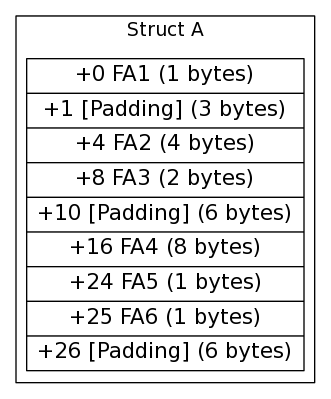 Struct A
+0 FA1 (1 bytes)
+1 [Padding] (3 bytes)
+4 FA2 (4 bytes)
+8 FA3 (2 bytes)
+10 [Padding] (6 bytes)
+16 FA4 (8 bytes)
+24 FA5 (1 bytes)
+25 FA6 (1 bytes)
+26 [Padding] (6 bytes)